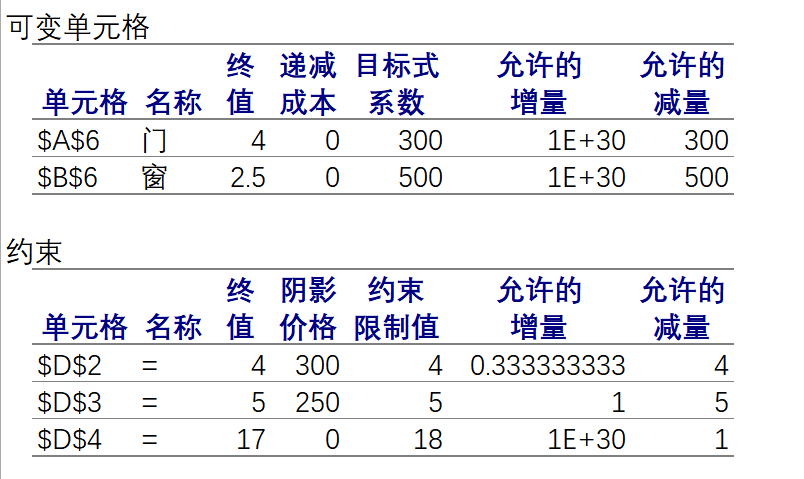 可变单元格
终 递减 目标式 允许的 允许的
单元格 名称 值 成本 系数 增量 减量
$A$6 门 4 0 300 1E+30 300
$B$6 窗 2.5 0 500 1E+30 500
约束
终 阴影 约束 允许的 允许的
单元格 名称 值 价格 限制值 增量 减量
$D$2 = 4 300 4 0.333333333 4
$D$3 = 5 250 5 1 5
$D$4 = 17 0 18 1E+30 1